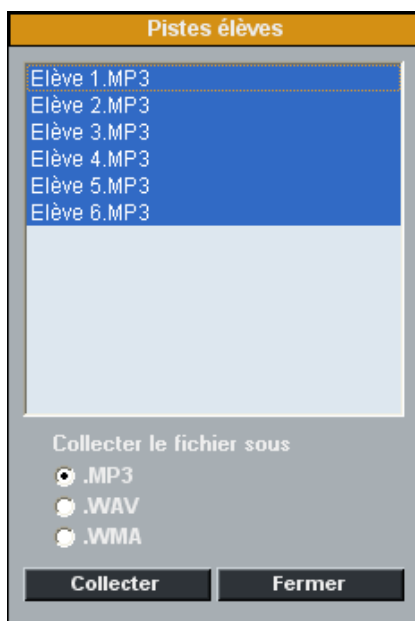 Pistes élèves
Elève 1.MP3
Elève 2.MP3
Elève 3.MP3
Elève 4.MP3
Elève 5.MP3
Elève 6.MP3
Collecter le fichier sous
.MP3
.WAV
.WMA
Collecter Fermer